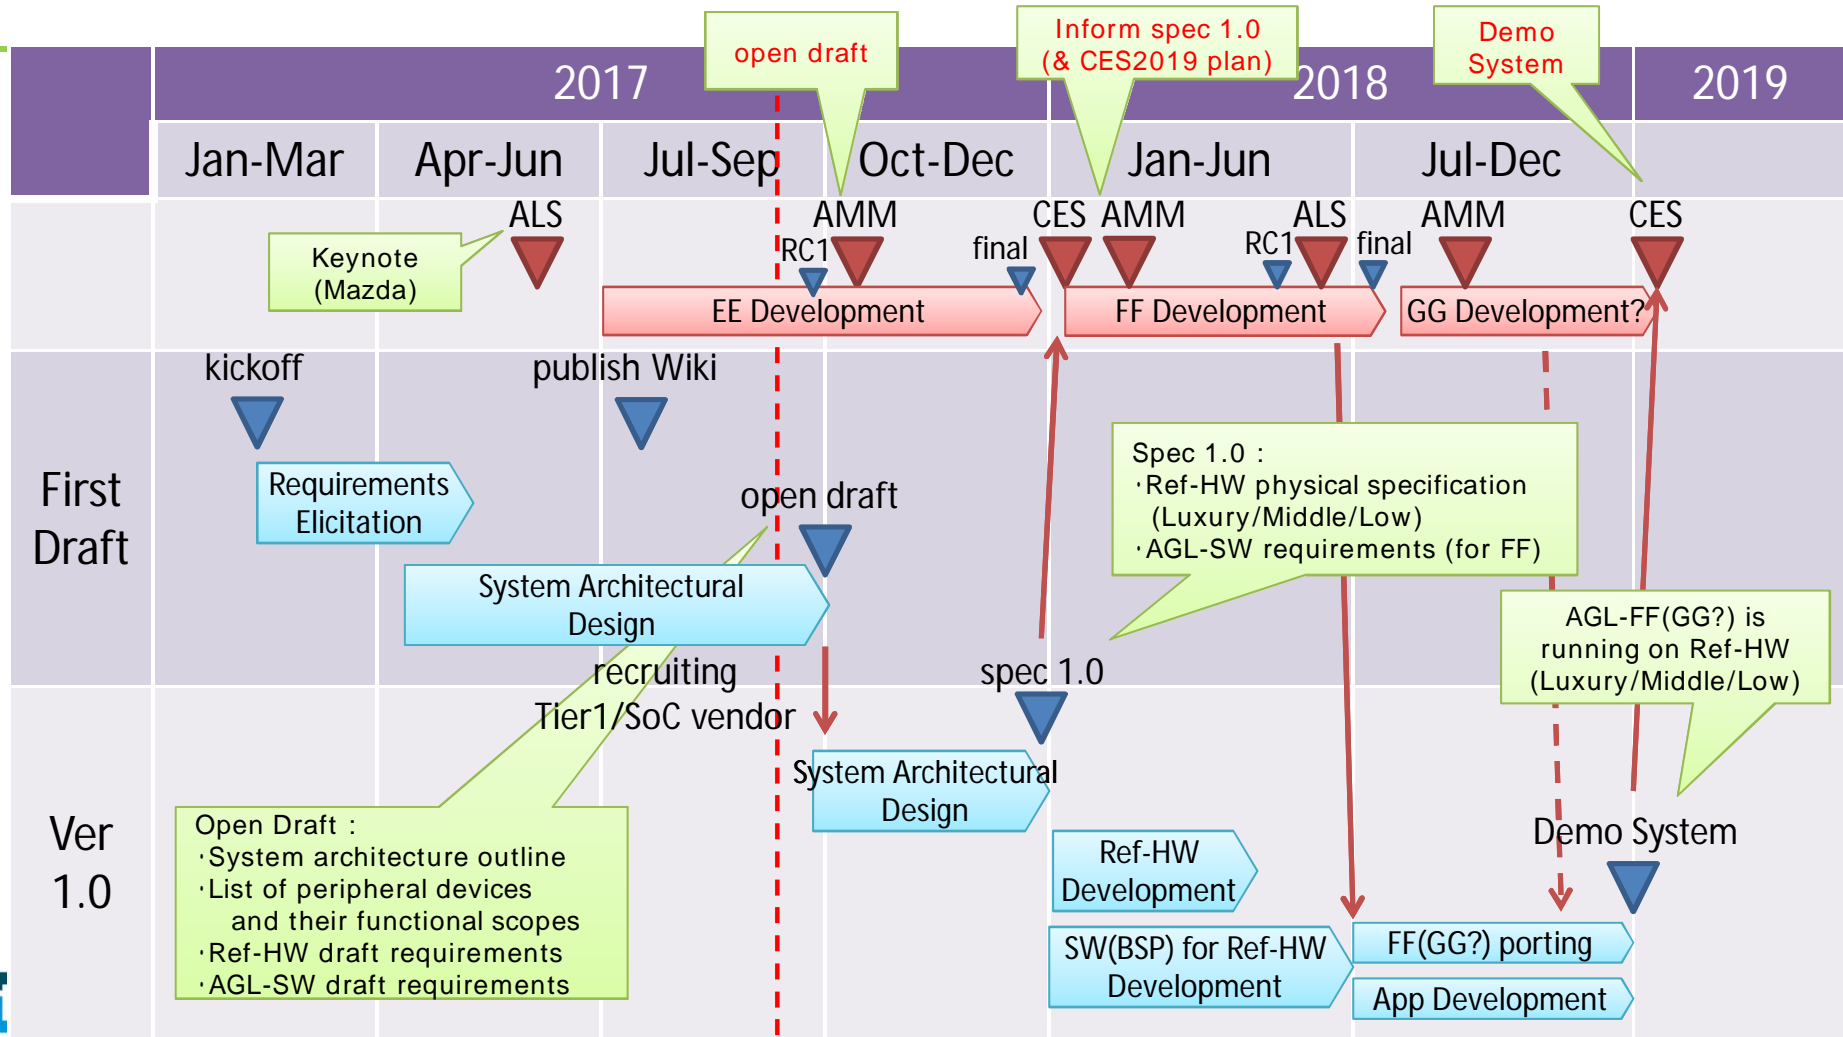 open draft
Inform spec 1.0
(& CES2019 plan)
Demo
System
2017
2018
2019
Jan-Mar
Apr-Jun
Jul-Sep
Oct-Dec
Jan-Jun
Jul-Dec
ALS
AMM
CES
AMM
ALS
AMM
CES
Keynote
(Mazda)
RC1
final
RC1
final
EE Development
FF Development
GG Development?
First
Draft
kickoff
publish Wiki
Requirements
Elicitation
open draft
Spec 1.0 :
・Ref-HW physical specification
(Luxury/Middle/Low)
・AGL-SW requirements (for FF)
System Architectural
Design
AGL-FF(GG?) is
running on Ref-HW
(Luxury/Middle/Low)
recruiting
Tier1/SoC vendor
spec 1.0
Ver
1.0
System Architectural
Design
Open Draft :
・System architecture outline
・List of peripheral devices
and their functional scopes
・Ref-HW draft requirements
・AGL-SW draft requirements
Demo System
Ref-HW
Development
SW(BSP) for Ref-HW
Development
FF(GG?) porting
App Development